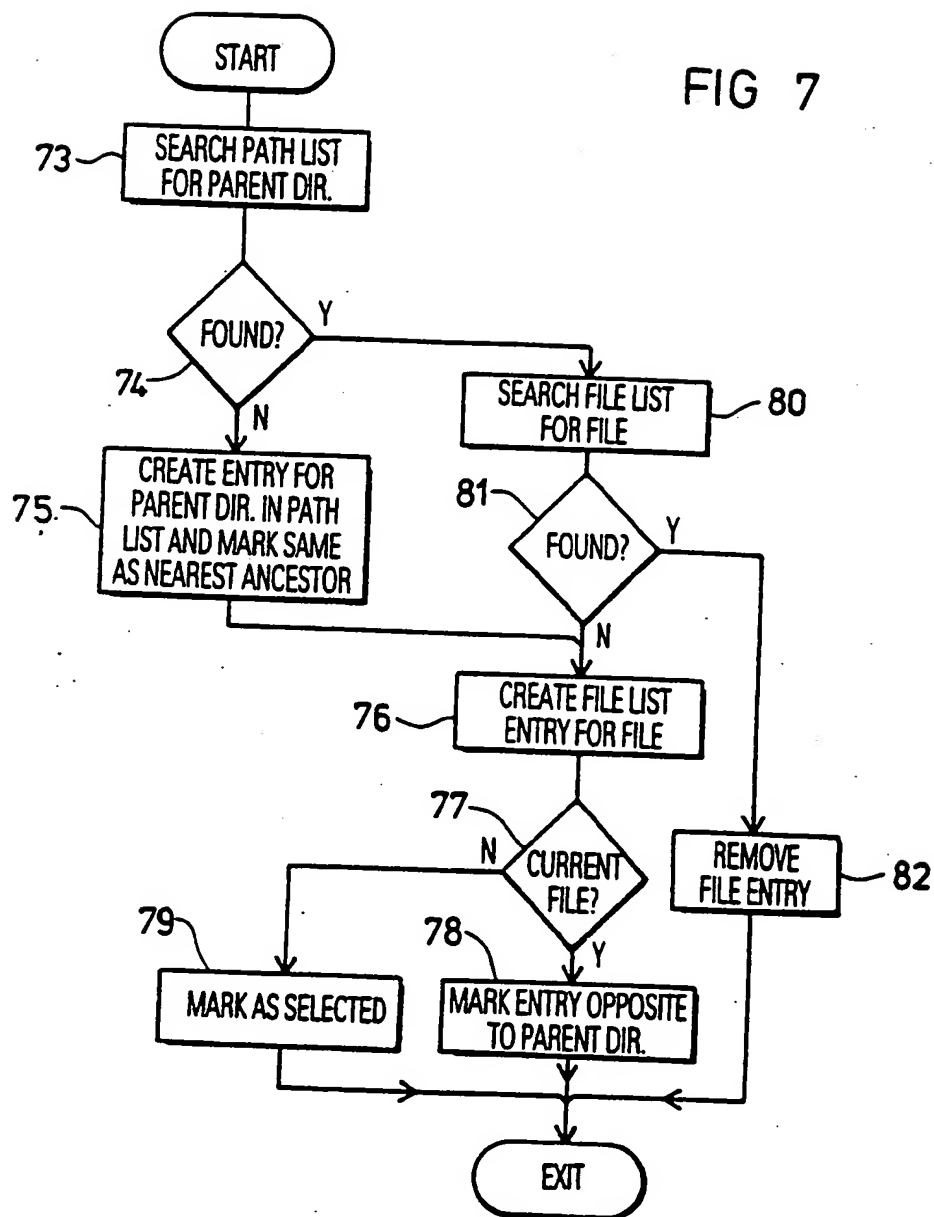 START
FIG 7
73
SEARCH PATH LIST
FOR PARENT DIR.
FOUND?
Y
74
N
SEARCH FILE LIST
FOR FILE
80
75.
CREATE ENTRY FOR
PARENT DIR. IN PATH
LIST AND MARK SAME
AS NEAREST ANCESTOR
81
FOUND?
Y
N
76
CREATE FILE LIST
ENTRY FOR FILE
77
N
CURRENT
FILE?
Y
REMOVE
FILE ENTRY
82
79
MARK AS SELECTED
78
MARK ENTRY OPPOSITE
TO PARENT DIR.
EXIT